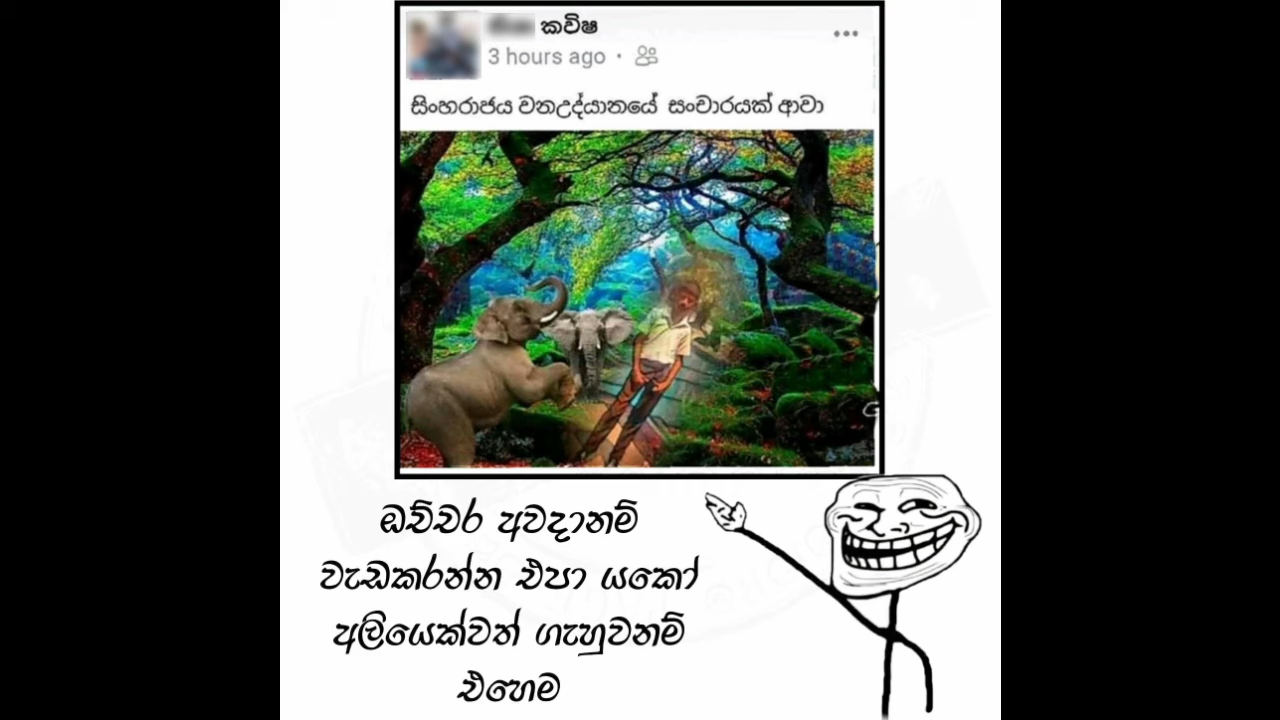 කවිෂ
3 hours ago ·
සිංහරාජය වනඋද්යානයේ සංචාරයක් ආවා
ඔච්චර අවදානම්
වැඩකරන්න එපා යකෝ
අලියෙක්වත් ගැහුවනම්
එහෙම